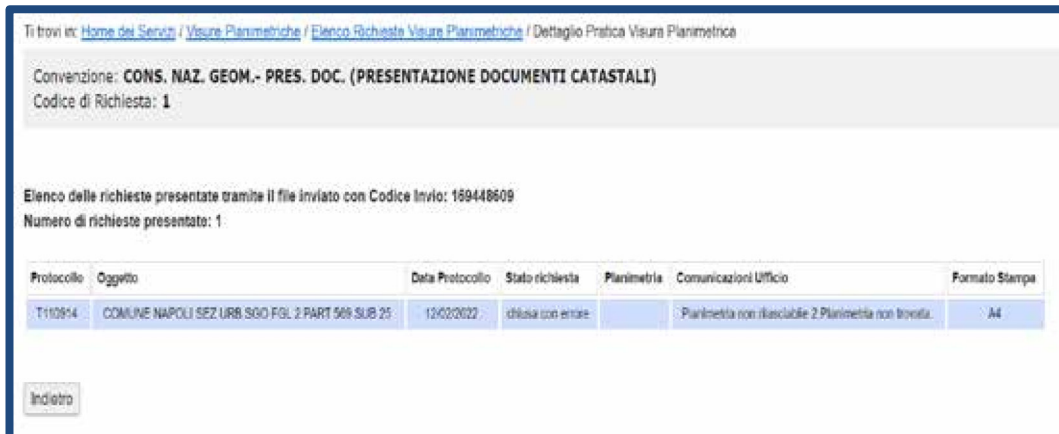 Ti trovi in: Home dei Servizi / Visure Planimetriche / Elenco Richieste Visure Planimetriche / Dettaglio Pratica Visura Planimetrica
Convenzione: CONS. NAZ. GEOM.- PRES. DOC. (PRESENTAZIONE DOCUMENTI CATASTALI)
Codice di Richiesta: 1
Elenco delle richieste presentate tramite il file inviato con Codice Invio: 169448609
Numero di richieste presentate: 1
Protocollo Oggetto Data Protocollo Stato richiesta Planimetria Comunicazioni Ufficio Formato Stampa
T110914 COMUNE NAPOLI SEZ URB SGO FGL 2 PART 569 SUB 25 12/02/2022 chiusa con errore Planimetria non rilasciabile 2 Planimetria non trovata. A4
Indietro